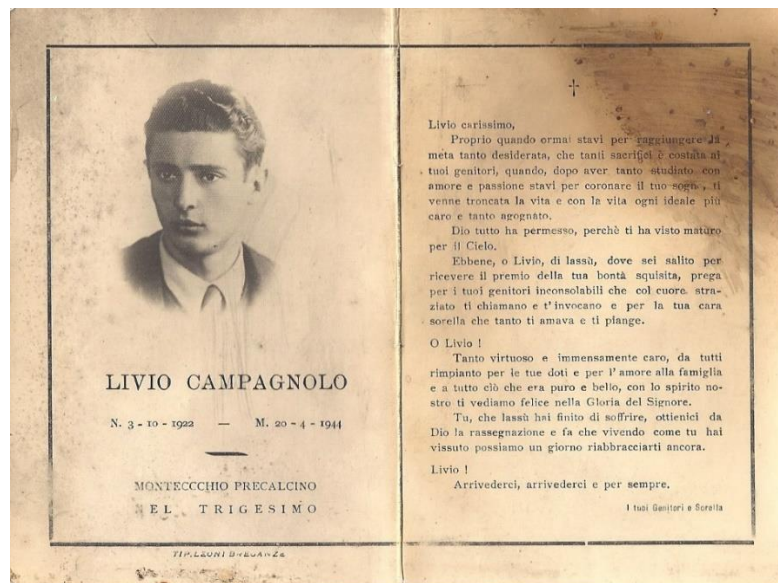 LIVIO CAMPAGNOLO
N. 3 - 10 - 1922 — M. 20 - 4 - 1944
MONTECCCHIO PRECALCINO
EL TRIGESIMO
TIP. LEONI BREGANZE
†
Livio carissimo,
Proprio quando ormai stavi per raggiungere la
meta tanto desiderata, che tanti sacrifici è costata ai
tuoi genitori, quando, dopo aver tanto studiato con
amore e passione stavi per coronare il tuo sogno, ti
venne troncata la vita e con la vita ogni ideale più
caro e tanto agognato.
Dio tutto ha permesso, perchè ti ha visto maturo
per il Cielo.
Ebbene, o Livio, di lassù, dove sei salito per
ricevere il premio della tua bontà squisita, prega
per i tuoi genitori inconsolabili che col cuore stra-
ziato ti chiamano e t'invocano e per la tua cara
sorella che tanto ti amava e ti piange.
O Livio !
Tanto virtuoso e immensamente caro, da tutti
rimpianto per le tue doti e per l'amore alla famiglia
e a tutto ciò che era puro e bello, con lo spirito no-
stro ti vediamo felice nella Gloria del Signore.
Tu, che lassù hai finito di soffrire, ottienici da
Dio la rassegnazione e fa che vivendo come tu hai
vissuto possiamo un giorno riabbracciarti ancora.
Livio !
Arrivederci, arrivederci e per sempre.
I tuoi Genitori e Sorella